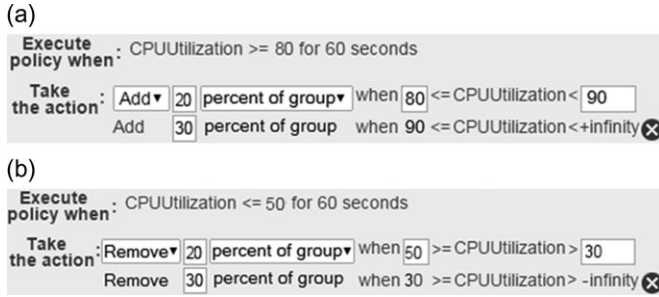 (a)
Execute policy when : CPUUtilization >= 80 for 60 seconds
Take the action : Add 20 percent of group when 80 <= CPUUtilization < 90
Add 30 percent of group when 90 <= CPUUtilization < +infinity
(b)
Execute policy when : CPUUtilization <= 50 for 60 seconds
Take the action : Remove 20 percent of group when 50 >= CPUUtilization > 30
Remove 30 percent of group when 30 >= CPUUtilization > -infinity